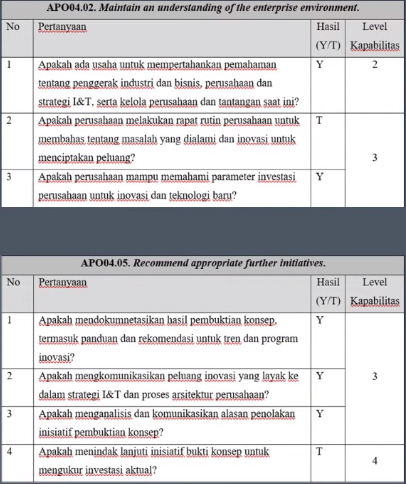 APO04.02. Maintain an understanding of the enterprise environment.
No Pertanyaan Hasil (Y/T) Level Kapabilitas
1 Apakah ada usaha untuk mempertahankan pemahaman Y 2
tentang penggerak industri dan bisnis, perusahaan dan
strategi I&T, serta kelola perusahaan dan tantangan saat ini?
2 Apakah perusahaan melakukan rapat rutin perusahaan untuk T 3
membahas tentang masalah yang dialami dan inovasi untuk
menciptakan peluang?
3 Apakah perusahaan mampu memahami parameter investasi Y
perusahaan untuk inovasi dan teknologi baru?
APO04.05. Recommend appropriate further initiatives.
No Pertanyaan Hasil (Y/T) Level Kapabilitas
1 Apakah mendokumnetasikan hasil pembuktian konsep, Y 3
termasuk panduan dan rekomendasi untuk tren dan program
inovasi?
2 Apakah mengkomunikasikan peluang inovasi yang layak ke Y
dalam strategi I&T dan proses arsitektur perusahaan?
3 Apakah menganalisis dan komunikasikan alasan penolakan Y
inisiatif pembuktian konsep?
4 Apakah menindak lanjuti inisiatif bukti konsep untuk T 4
mengukur investasi aktual?